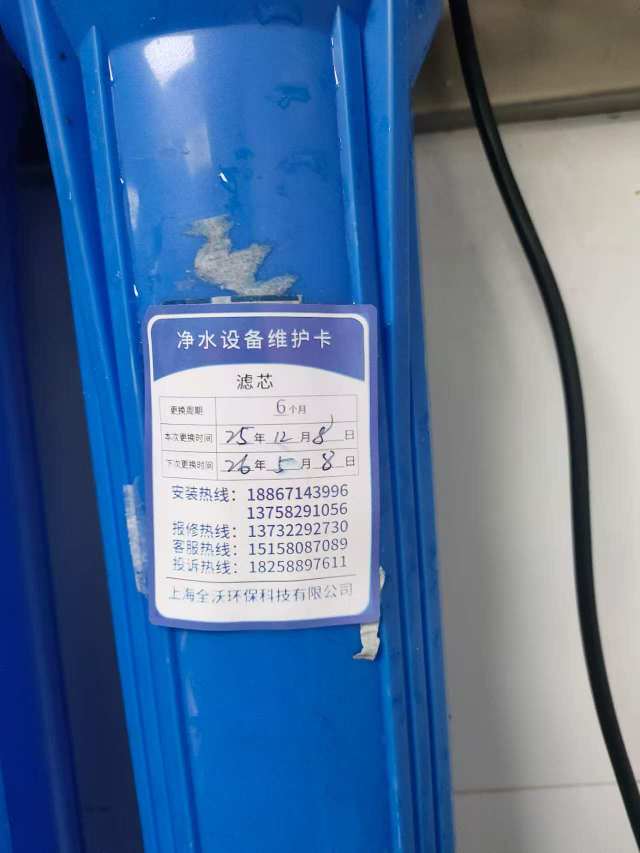 净水设备维护卡
滤芯
更换周期 6个月
本次更换时间 25年12月8日
下次更换时间 26年5月8日
安装热线：18867143996
13758291056
报修热线：13732292730
客服热线：15158087089
投诉热线：18258897611
上海全沃环保科技有限公司